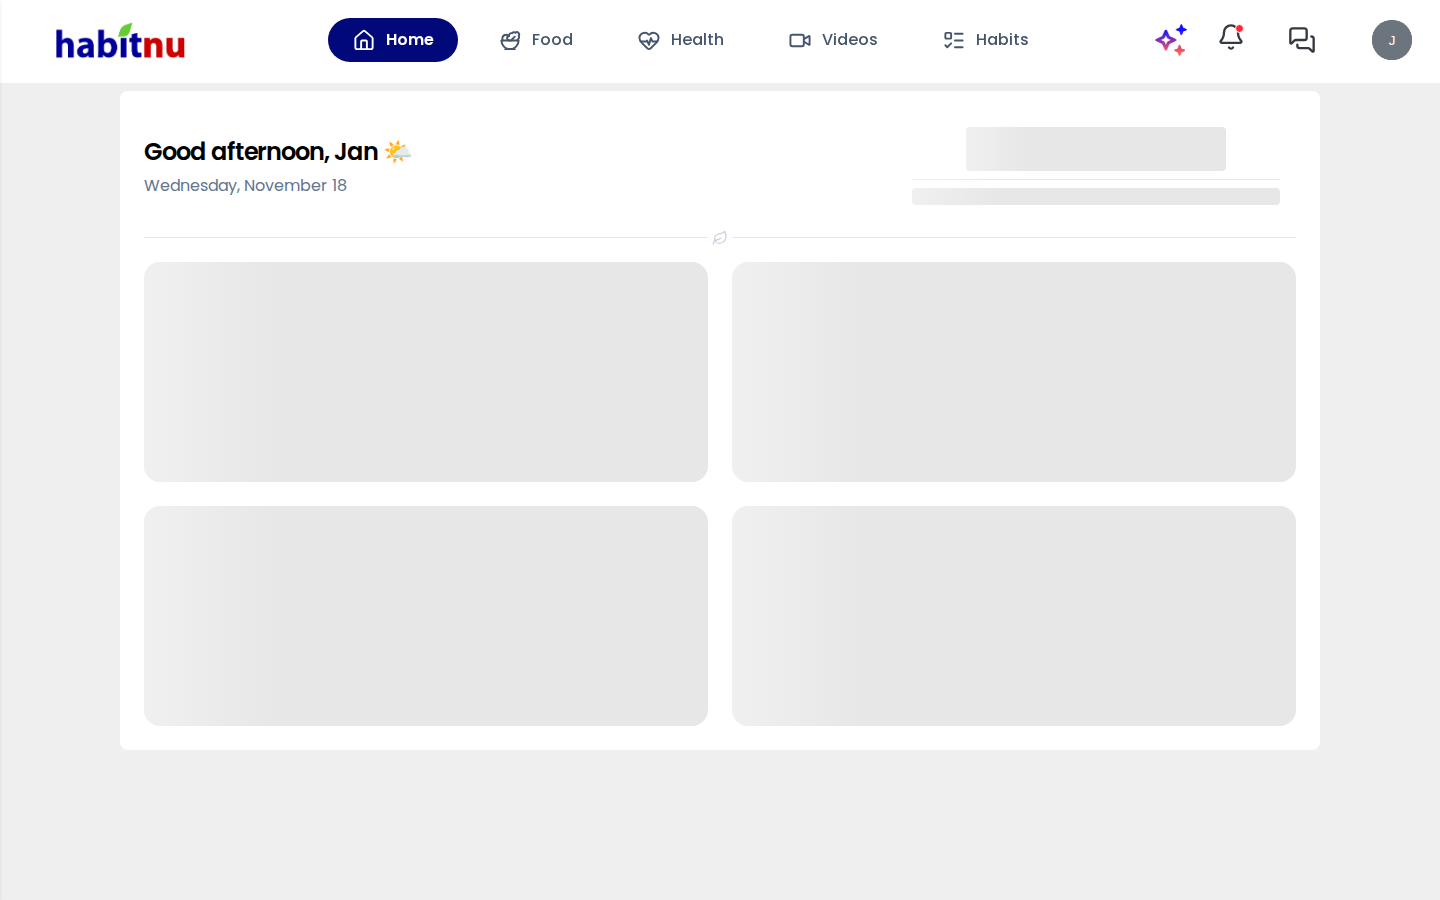 habitnu
Home
Food
Health
Videos
Habits
J
Good afternoon, Jan 🌤️
Wednesday, November 18